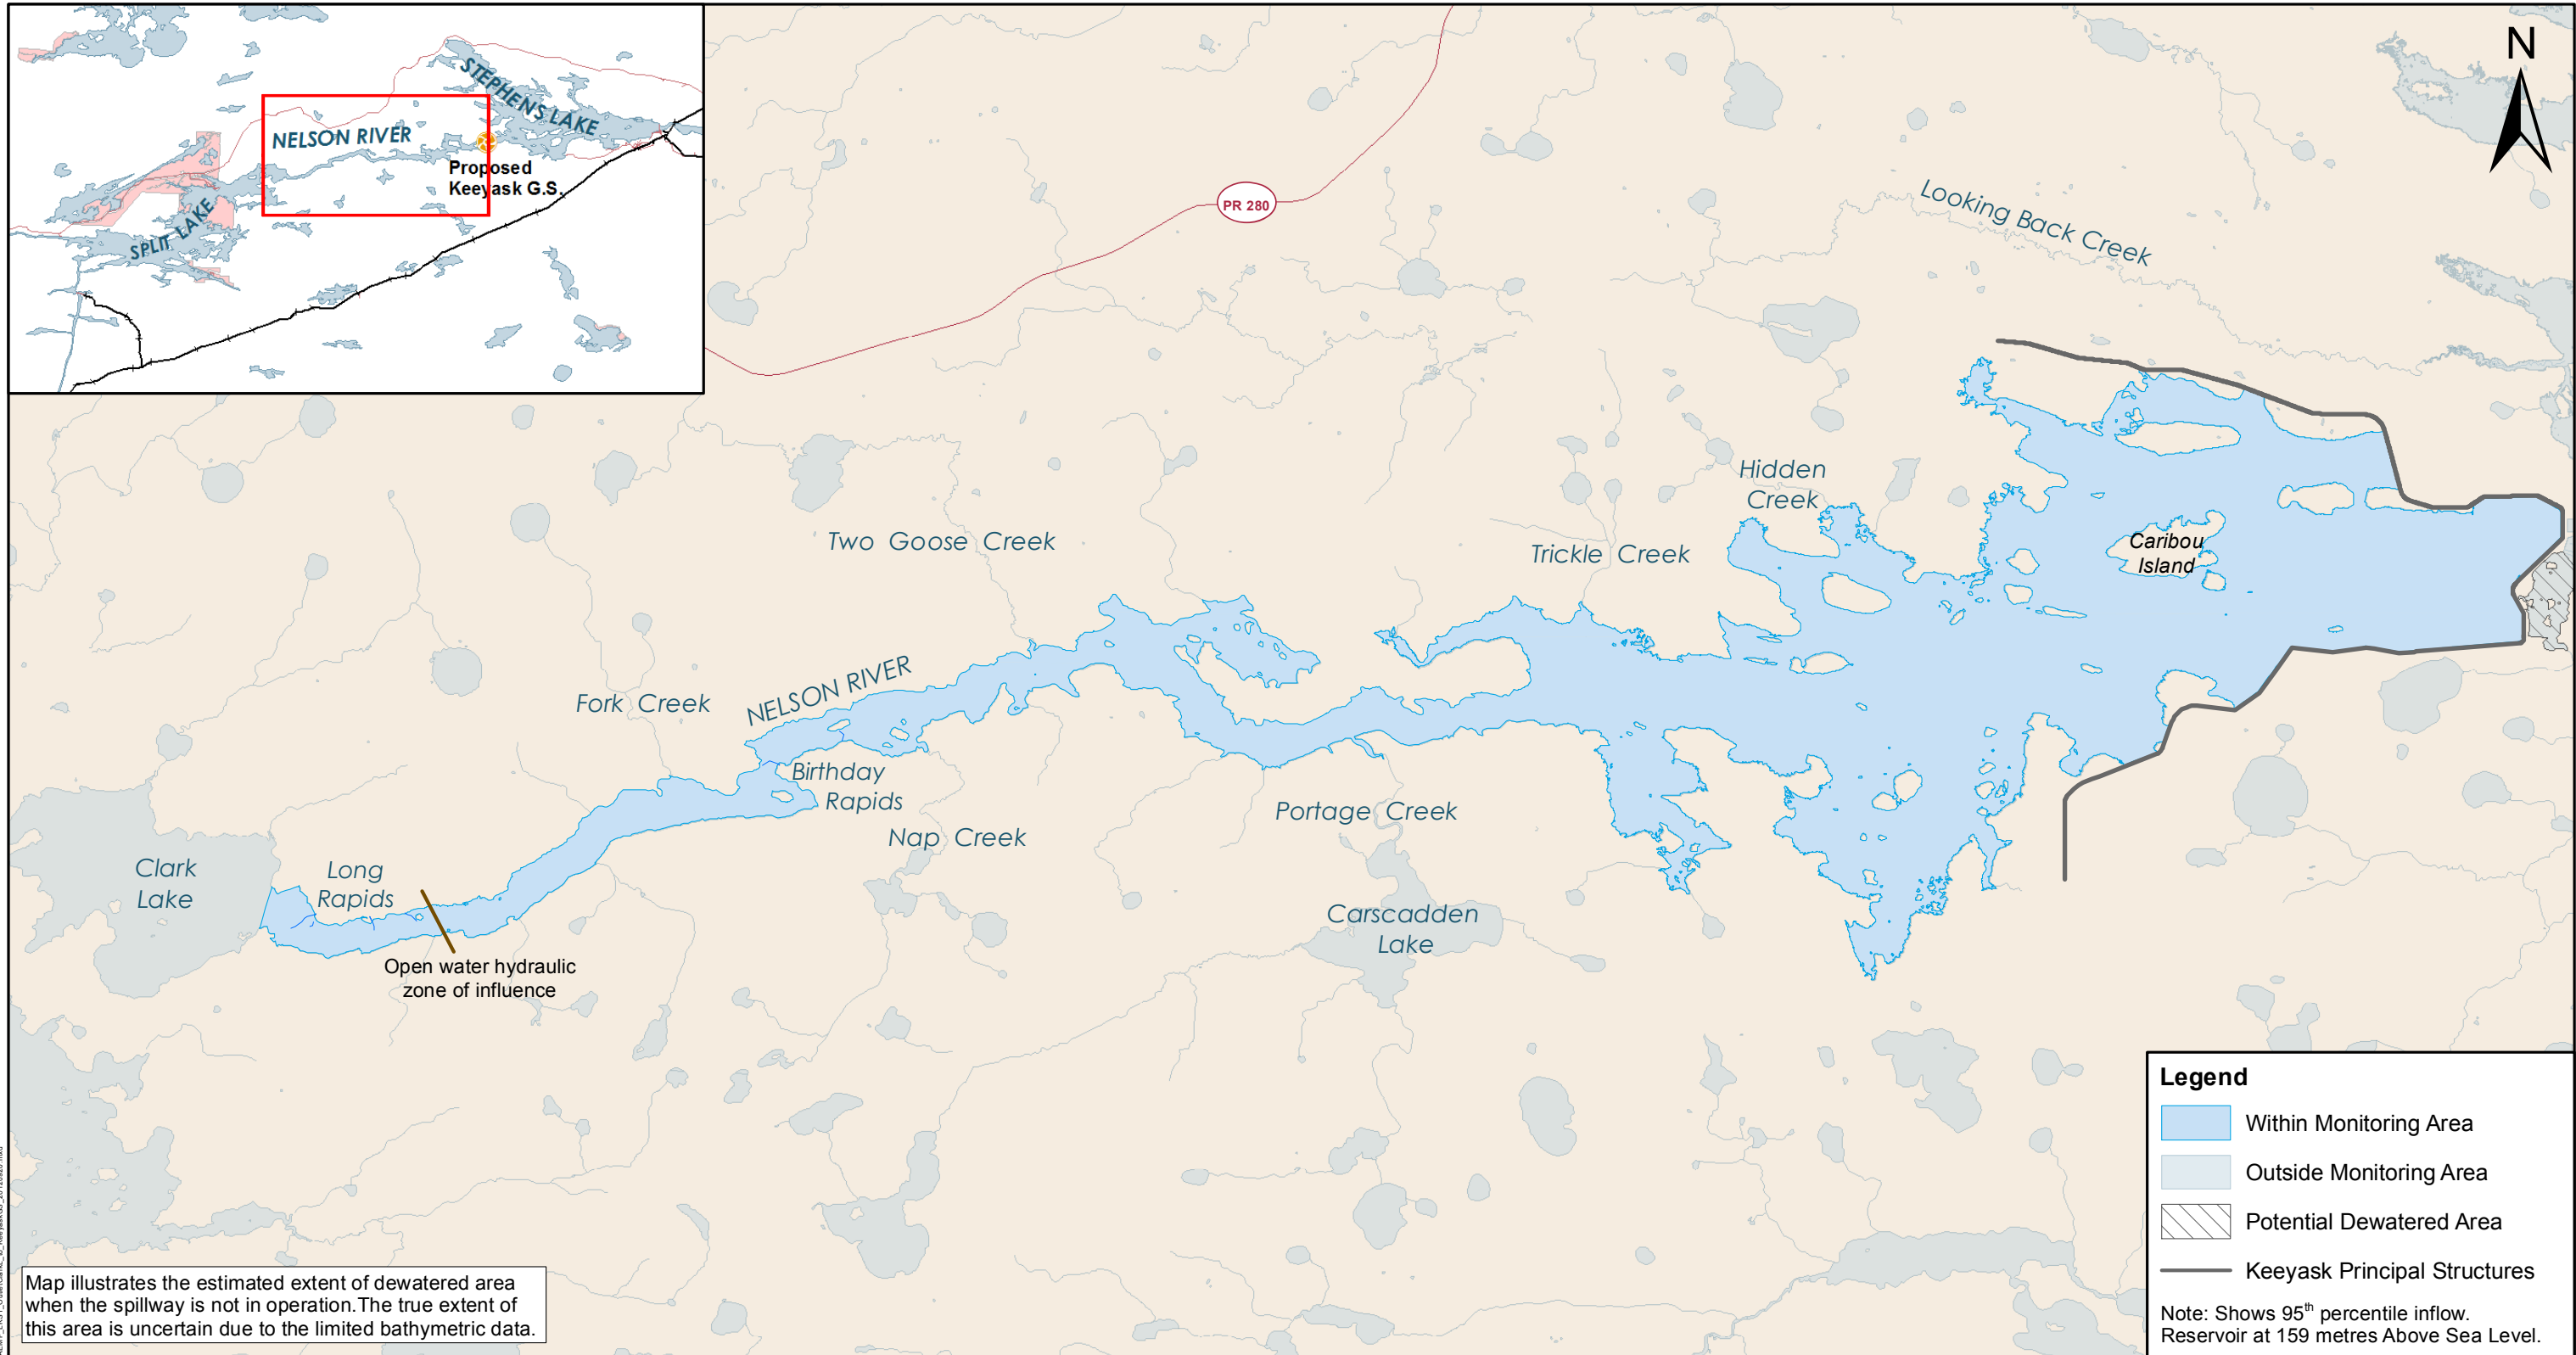 STEPHENS LAKE
NELSON RIVER
Proposed
Keeyask G.S.
SPLIT LAKE
N
PR 280
Looking Back Creek
Hidden
Creek
Two Goose Creek
Trickle Creek
Caribou
Island
Fork Creek
NELSON RIVER
Birthday
Rapids
Nap Creek
Portage Creek
Clark
Lake
Long
Rapids
Carscadden
Lake
Open water hydraulic
zone of influence
Map illustrates the estimated extent of dewatered area
when the spillway is not in operation.The true extent of
this area is uncertain due to the limited bathymetric data.
Legend
Within Monitoring Area
Outside Monitoring Area
Potential Dewatered Area
Keeyask Principal Structures
Note: Shows 95th percentile inflow.
Reservoir at 159 metres Above Sea Level.